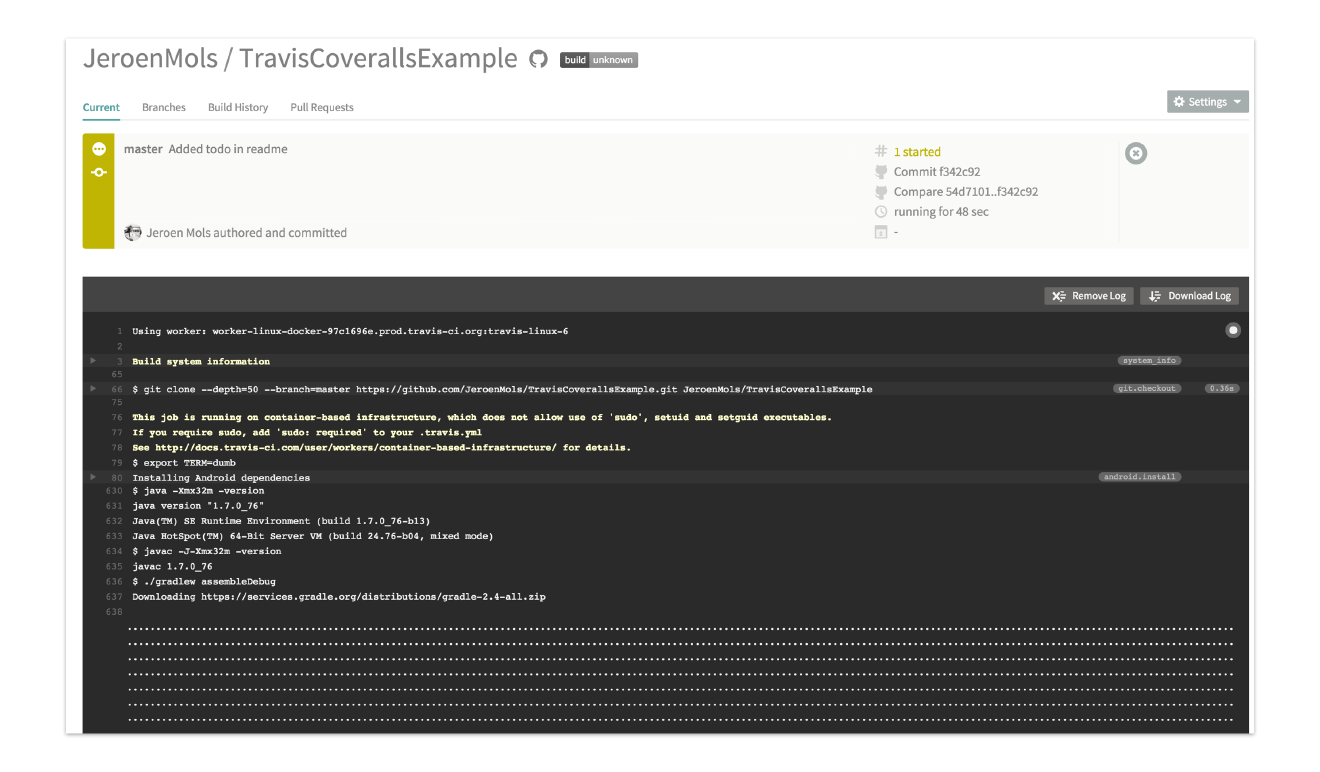 JeroenMols / TravisCoverallsExample build unknown
Current Branches Build History Pull Requests Settings
master Added todo in readme
# 1 started
Commit f342c92
Compare 54d7101..f342c92
running for 48 sec
-
Jeroen Mols authored and committed
Remove Log Download Log
1 Using worker: worker-linux-docker-97c1696e.prod.travis-ci.org:travis-linux-6
2
3 Build system information system_info
65
66 $ git clone --depth=50 --branch=master https://github.com/JeroenMols/TravisCoverallsExample.git JeroenMols/TravisCoverallsExample git.checkout 0.36s
75
76 This job is running on container-based infrastructure, which does not allow use of 'sudo', setuid and setguid executables.
77 If you require sudo, add 'sudo: required' to your .travis.yml
78 See http://docs.travis-ci.com/user/workers/container-based-infrastructure/ for details.
79 $ export TERM=dumb
80 Installing Android dependencies android.install
630 $ java -Xmx32m -version
631 java version "1.7.0_76"
632 Java(TM) SE Runtime Environment (build 1.7.0_76-b13)
633 Java HotSpot(TM) 64-Bit Server VM (build 24.76-b04, mixed mode)
634 $ javac -J-Xmx32m -version
635 javac 1.7.0_76
636 $ ./gradlew assembleDebug
637 Downloading https://services.gradle.org/distributions/gradle-2.4-all.zip
638